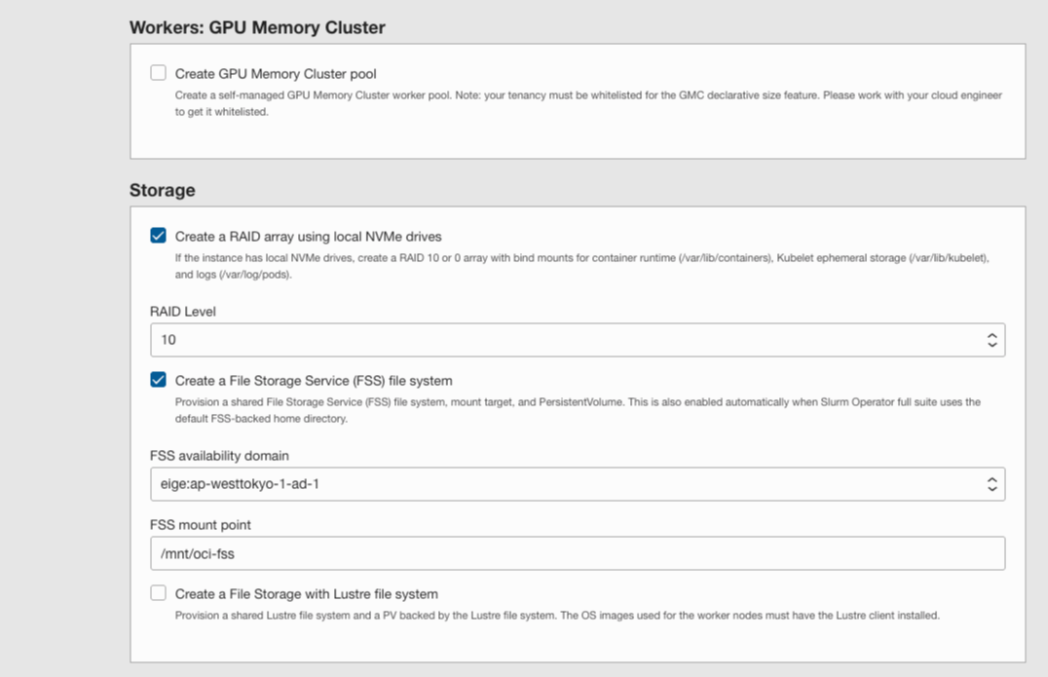 Workers: GPU Memory Cluster
Create GPU Memory Cluster pool
Create a self-managed GPU Memory Cluster worker pool. Note: your tenancy must be whitelisted for the GMC declarative size feature. Please work with your cloud engineer
to get it whitelisted.
Storage
Create a RAID array using local NVMe drives
If the instance has local NVMe drives, create a RAID 10 or 0 array with bind mounts for container runtime (/var/lib/containers), Kubelet ephemeral storage (/var/lib/kubelet),
and logs (/var/log/pods).
RAID Level
10
Create a File Storage Service (FSS) file system
Provision a shared File Storage Service (FSS) file system, mount target, and PersistentVolume. This is also enabled automatically when Slurm Operator full suite uses the
default FSS-backed home directory.
FSS availability domain
eige:ap-westtokyo-1-ad-1
FSS mount point
/mnt/oci-fss
Create a File Storage with Lustre file system
Provision a shared Lustre file system and a PV backed by the Lustre file system. The OS images used for the worker nodes must have the Lustre client installed.